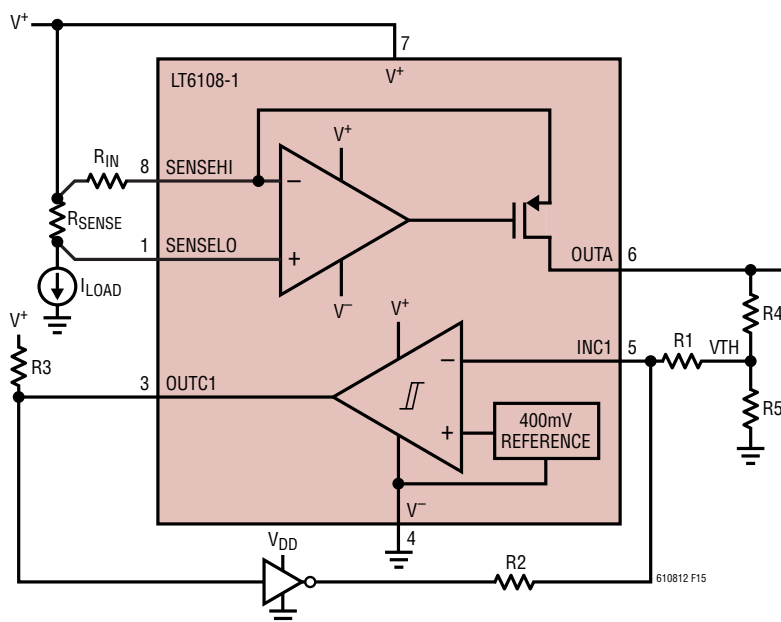 V+
7
V+
LT6108-1
RIN
8
SENSEHI
V+
−
RSENSE
1
SENSELO
+
OUTA
6
ILOAD
V−
R4
V+
V+
INC1
5
R1
VTH
R3
−
3
OUTC1
R5
+
400mV
REFERENCE
V−
4
VDD
R2
610812 F15